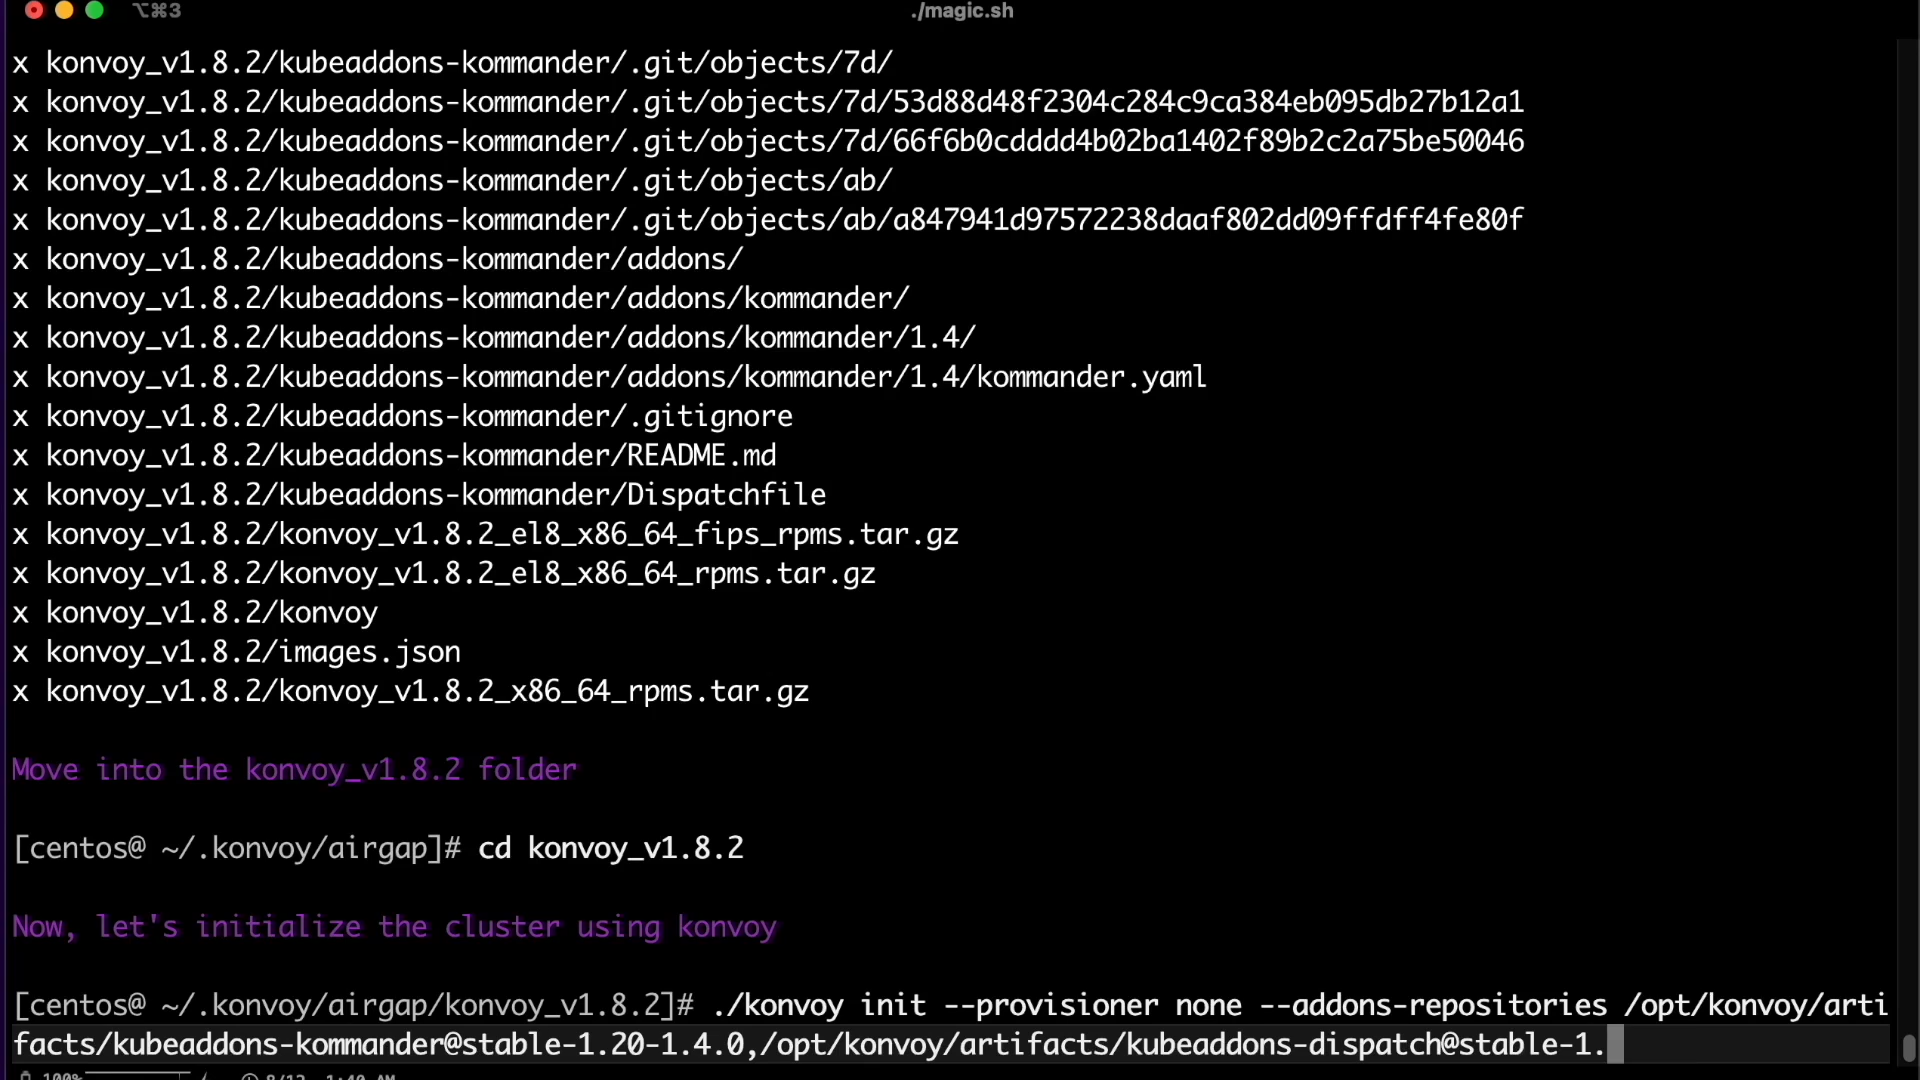 ⌥⌘3
./magic.sh
x konvoy_v1.8.2/kubeaddons-kommander/.git/objects/7d/
x konvoy_v1.8.2/kubeaddons-kommander/.git/objects/7d/53d88d48f2304c284c9ca384eb095db27b12a1
x konvoy_v1.8.2/kubeaddons-kommander/.git/objects/7d/66f6b0cdddd4b02ba1402f89b2c2a75be50046
x konvoy_v1.8.2/kubeaddons-kommander/.git/objects/ab/
x konvoy_v1.8.2/kubeaddons-kommander/.git/objects/ab/a847941d97572238daaf802dd09ffdff4fe80f
x konvoy_v1.8.2/kubeaddons-kommander/addons/
x konvoy_v1.8.2/kubeaddons-kommander/addons/kommander/
x konvoy_v1.8.2/kubeaddons-kommander/addons/kommander/1.4/
x konvoy_v1.8.2/kubeaddons-kommander/addons/kommander/1.4/kommander.yaml
x konvoy_v1.8.2/kubeaddons-kommander/.gitignore
x konvoy_v1.8.2/kubeaddons-kommander/README.md
x konvoy_v1.8.2/kubeaddons-kommander/Dispatchfile
x konvoy_v1.8.2/konvoy_v1.8.2_el8_x86_64_fips_rpms.tar.gz
x konvoy_v1.8.2/konvoy_v1.8.2_el8_x86_64_rpms.tar.gz
x konvoy_v1.8.2/konvoy
x konvoy_v1.8.2/images.json
x konvoy_v1.8.2/konvoy_v1.8.2_x86_64_rpms.tar.gz
Move into the konvoy_v1.8.2 folder
[centos@ ~/.konvoy/airgap]# cd konvoy_v1.8.2
Now, let's initialize the cluster using konvoy
[centos@ ~/.konvoy/airgap/konvoy_v1.8.2]# ./konvoy init --provisioner none --addons-repositories /opt/konvoy/arti
facts/kubeaddons-kommander@stable-1.20-1.4.0,/opt/konvoy/artifacts/kubeaddons-dispatch@stable-1.